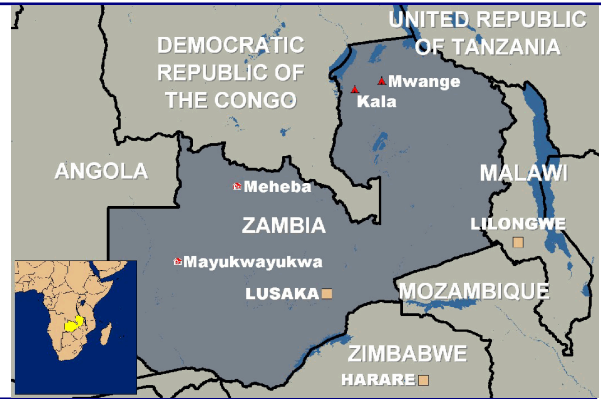 UNITED REPUBLIC
OF TANZANIA
DEMOCRATIC
REPUBLIC OF
THE CONGO
Mwange
Kala
ANGOLA
MALAWI
Meheba
ZAMBIA
LILONGWE
Mayukwayukwa
LUSAKA
MOZAMBIQUE
ZIMBABWE
HARARE